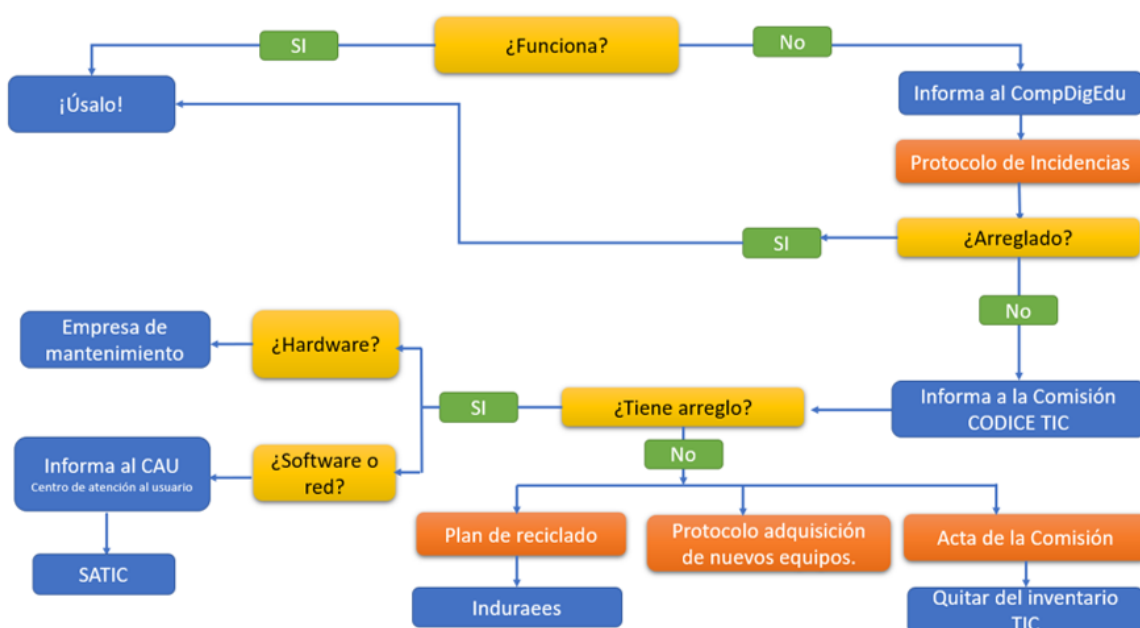 SI
¿Funciona?
No
¡Úsalo!
Informa al CompDigEdu
Protocolo de Incidencias
SI
¿Arreglado?
No
Empresa de
mantenimiento
¿Hardware?
SI
¿Tiene arreglo?
Informa a la Comisión
CODICE TIC
No
Informa al CAU
Centro de atención al usuario
¿Software o
red?
Plan de reciclado
Protocolo adquisición
de nuevos equipos.
Acta de la Comisión
SATIC
Induraees
Quitar del inventario
TIC